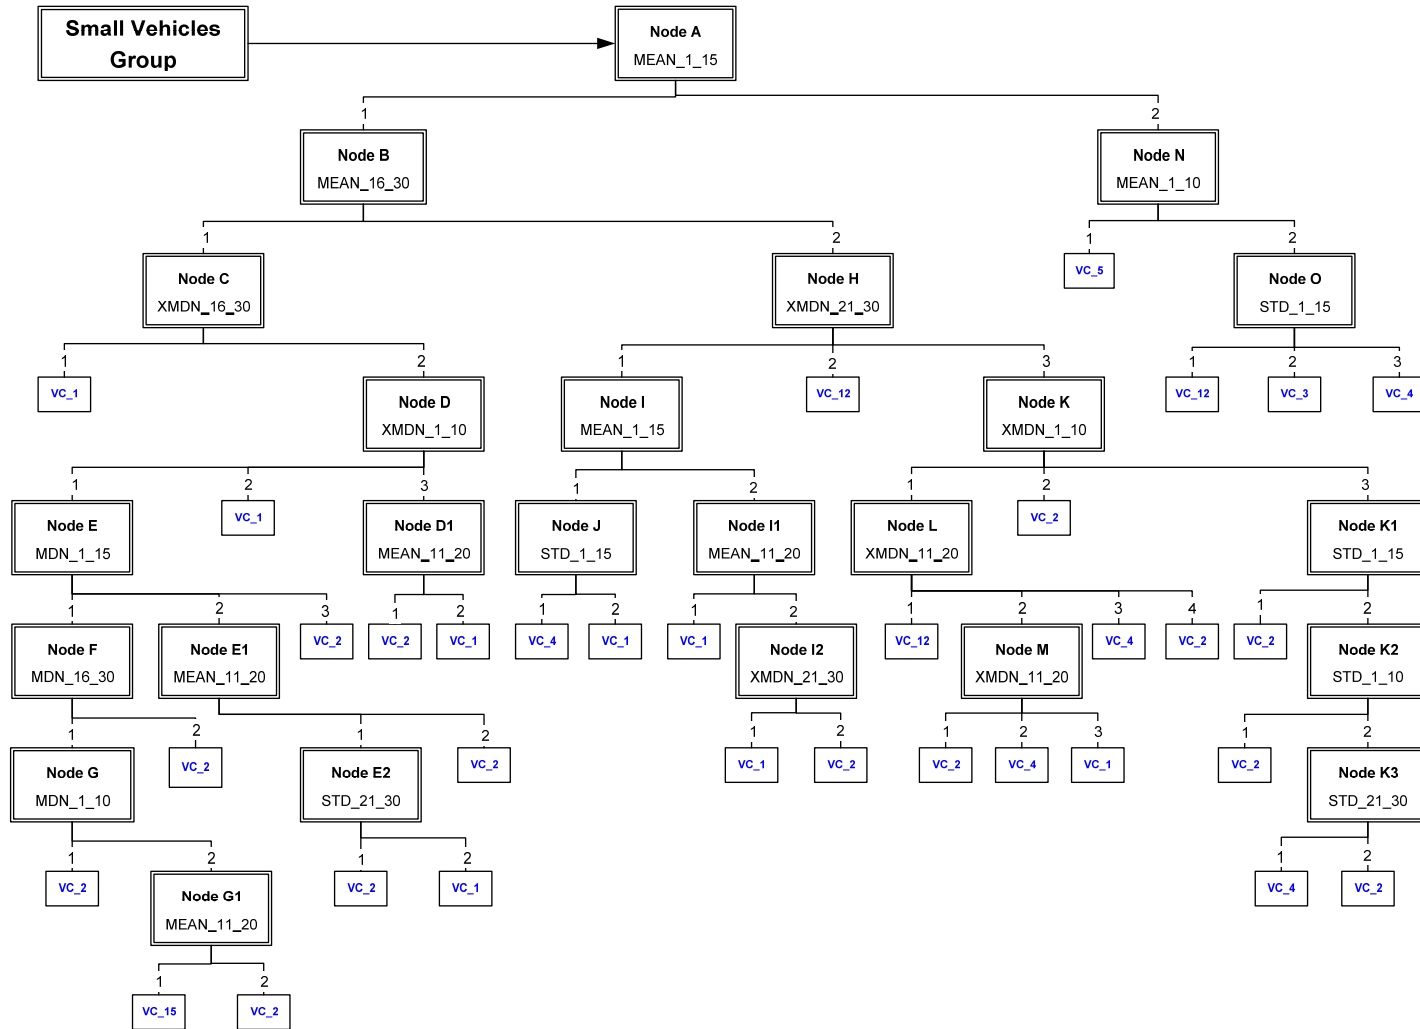 Small Vehicles
Group
Node A
MEAN_1_15
1
2
Node B
MEAN_16_30
Node N
MEAN_1_10
1
2
1
2
Node C
XMDN_16_30
Node H
XMDN_21_30
VC_5
Node O
STD_1_15
1
2
1
2
3
1
2
3
VC_1
Node D
XMDN_1_10
Node I
MEAN_1_15
VC_12
Node K
XMDN_1_10
VC_12
VC_3
VC_4
1
2
3
1
2
1
2
3
Node E
MDN_1_15
VC_1
Node D1
MEAN_11_20
Node J
STD_1_15
Node I1
MEAN_11_20
Node L
XMDN_11_20
VC_2
Node K1
STD_1_15
1
2
3
1
2
1
2
1
2
1
2
3
4
1
2
Node F
MDN_16_30
Node E1
MEAN_11_20
VC_2
VC_2
VC_1
VC_4
VC_1
VC_1
Node I2
XMDN_21_30
VC_12
Node M
XMDN_11_20
VC_4
VC_2
VC_2
Node K2
STD_1_10
1
2
1
2
1
2
1
2
3
1
2
Node G
MDN_1_10
VC_2
Node E2
STD_21_30
VC_2
VC_1
VC_2
VC_2
VC_4
VC_1
VC_2
Node K3
STD_21_30
1
2
1
2
1
2
VC_2
Node G1
MEAN_11_20
VC_2
VC_1
VC_4
VC_2
1
2
VC_15
VC_2